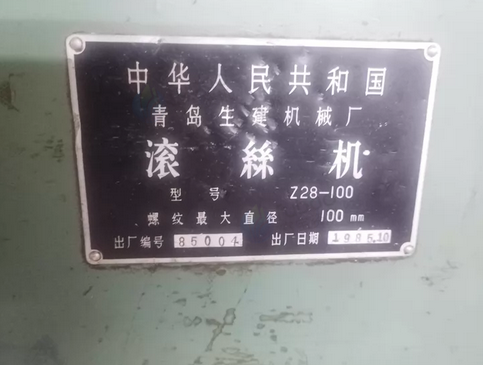 中华人民共和国
青岛生建机械厂
滚絲机
型号 Z28-100
螺纹最大直径 100mm
出厂编号 85004 出厂日期 1985.10